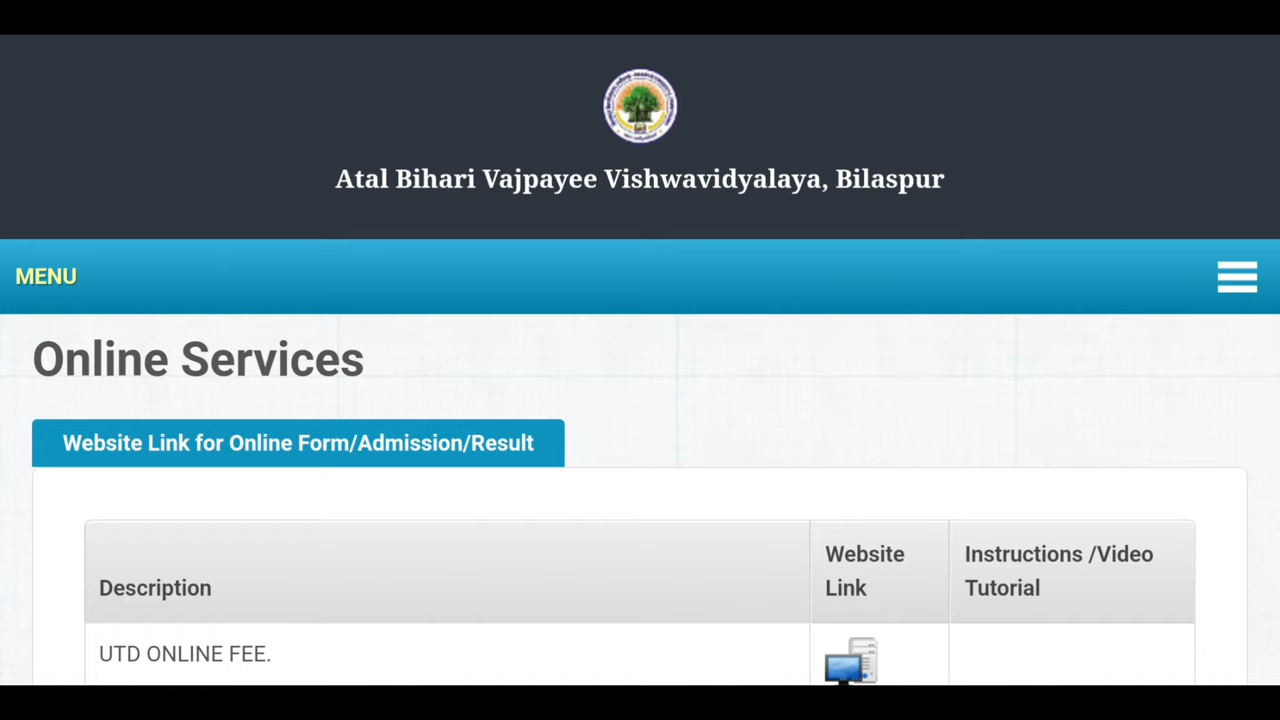 Atal Bihari Vajpayee Vishwavidyalaya, Bilaspur
MENU
Online Services
Website Link for Online Form/Admission/Result
Description
Website Link
Instructions /Video Tutorial
UTD ONLINE FEE.